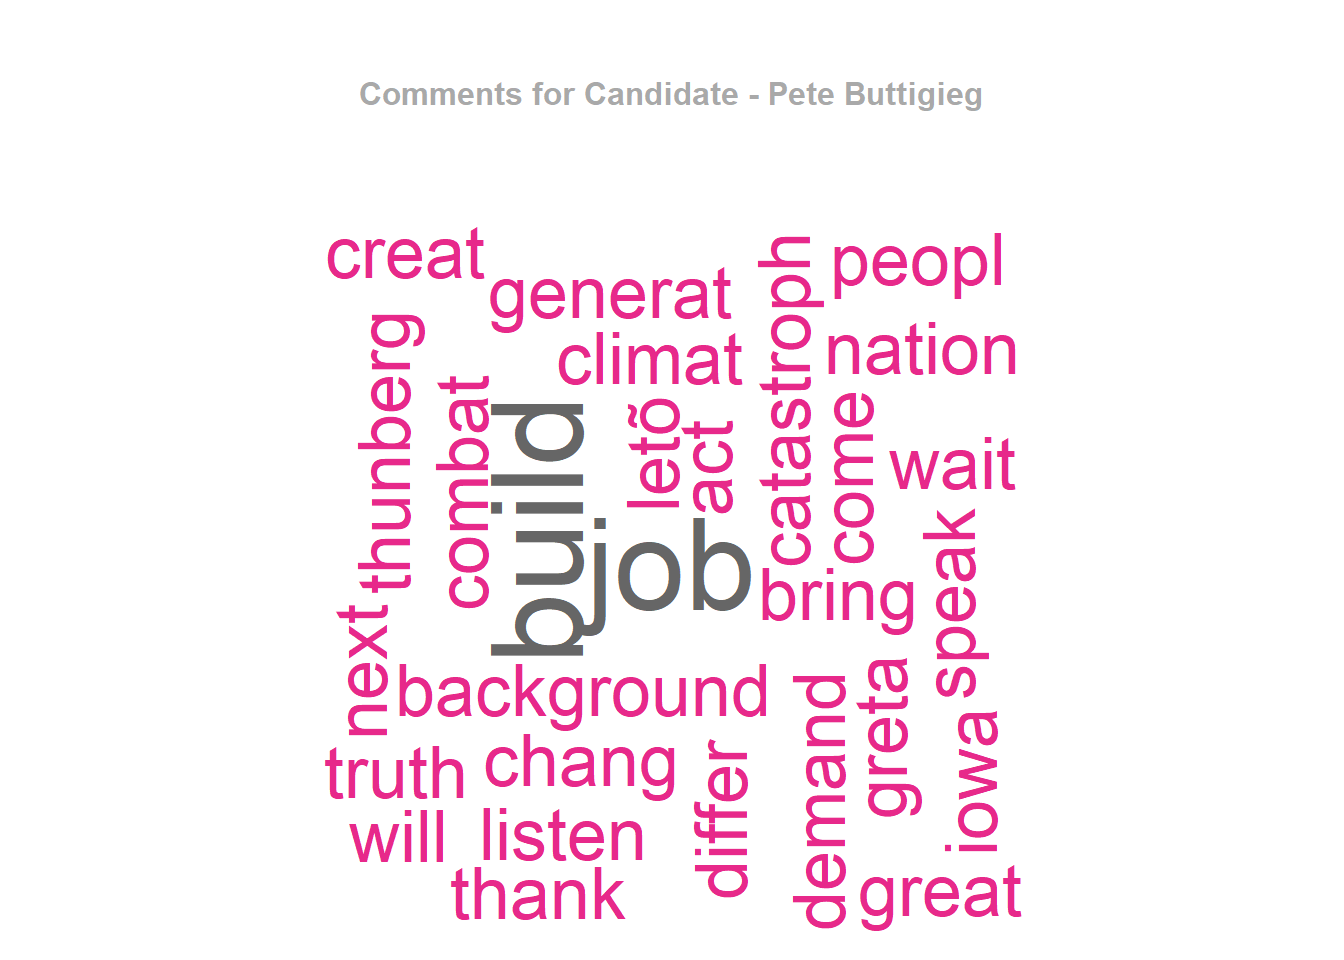 Comments for Candidate - Pete Buttigieg
creat
peopl
generat
catastroph
nation
climat
thunberg
combat
build
letõ
act
come
wait
job
bring
speak
next
background
demand
greta
iowa
truth
chang
differ
will
listen
thank
great